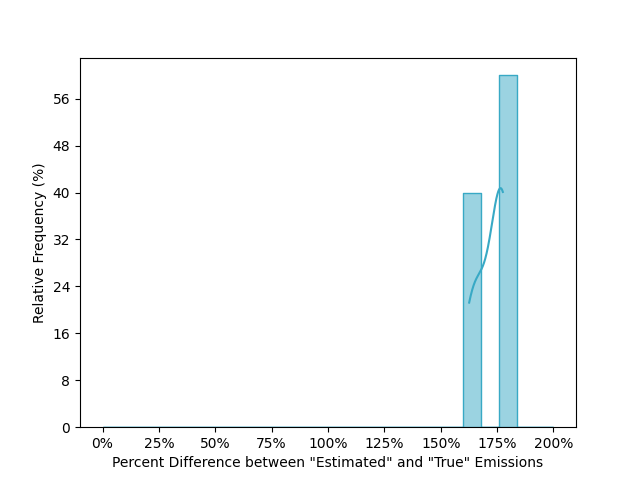 Relative Frequency (%)
56
48
40
32
24
16
8
0
0% 25% 50% 75% 100% 125% 150% 175% 200%
Percent Difference between "Estimated" and "True" Emissions